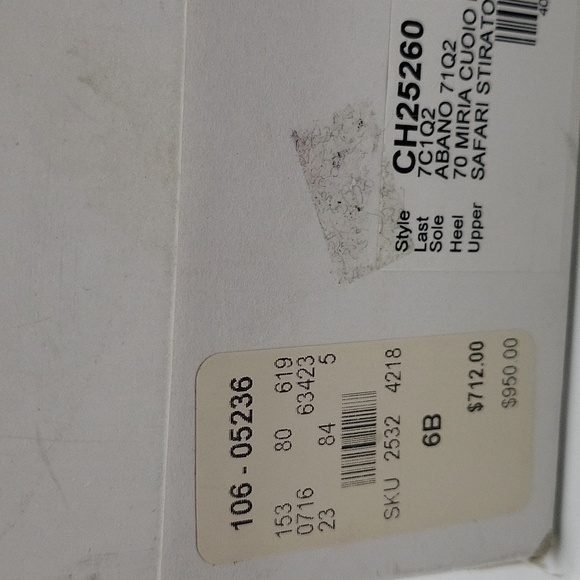 Style CH25260
Last 7C1Q2
Sole ABANO 71Q2
Heel 70 MIRIA CUOIO
Upper SAFARI STIRATO
40
106 - 05236
153 80 619
0716 63423
23 84 5
SKU 2532 4218
6B
$712.00
$950.00